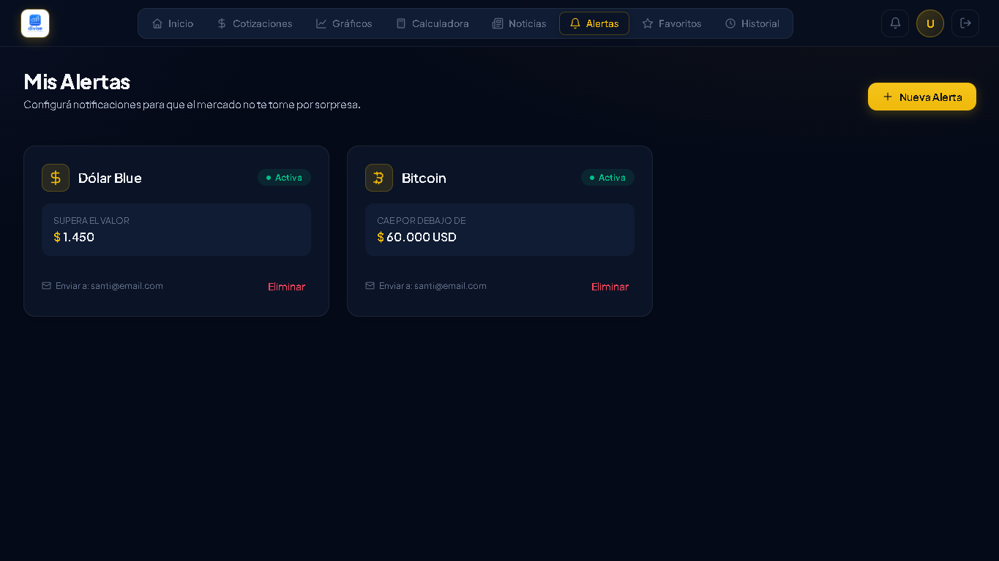 divise
Inicio
Cotizaciones
Gráficos
Calculadora
Noticias
Alertas
Favoritos
Historial
U
Mis Alertas
Configurá notificaciones para que el mercado no te tome por sorpresa.
Nueva Alerta
Dólar Blue
Activa
SUPERA EL VALOR
$ 1.450
Enviar a: santi@email.com
Eliminar
Bitcoin
Activa
CAE POR DEBAJO DE
$ 60.000 USD
Enviar a: santi@email.com
Eliminar